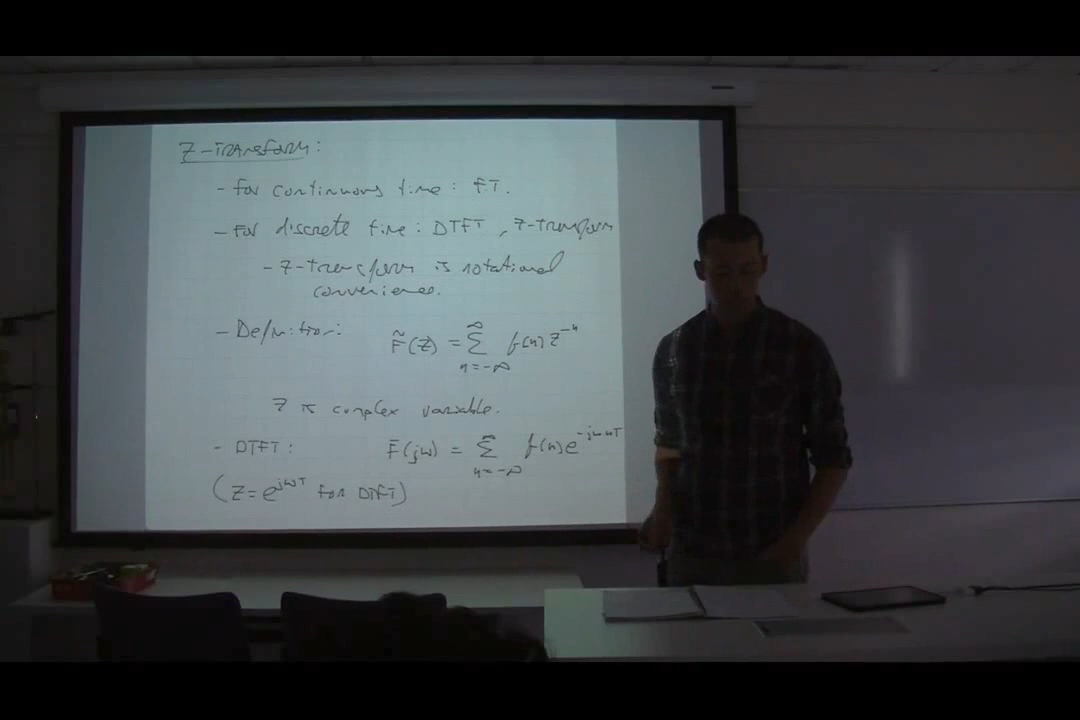 Z-TRANSFORM:
- For continuous time: FT.
- For discrete time: DTFT, Z-transform
- Z-transform is notational
convenience.
- Definition: F̃(Z) = ∑_{n=-∞}^{∞} f(n) Z^{-n}
Z is complex variable.
- DTFT: F̄(jω) = ∑_{n=-∞}^{∞} f(n) e^{-jωnT}
(Z = e^{jωT} for DTFT)